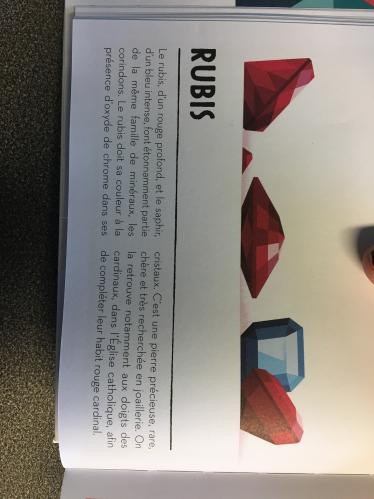 RUBIS
Le rubis, d'un rouge profond, et le saphir,
d'un bleu intense, font étonnamment partie
de la même famille de minéraux, les
corindons. Le rubis doit sa couleur à la
présence d'oxyde de chrome dans ses
cristaux. C'est une pierre précieuse, rare,
chère et très recherchée en joaillerie. On
la retrouve notamment aux doigts des
cardinaux, dans l'Église catholique, afin
de compléter leur habit rouge cardinal.